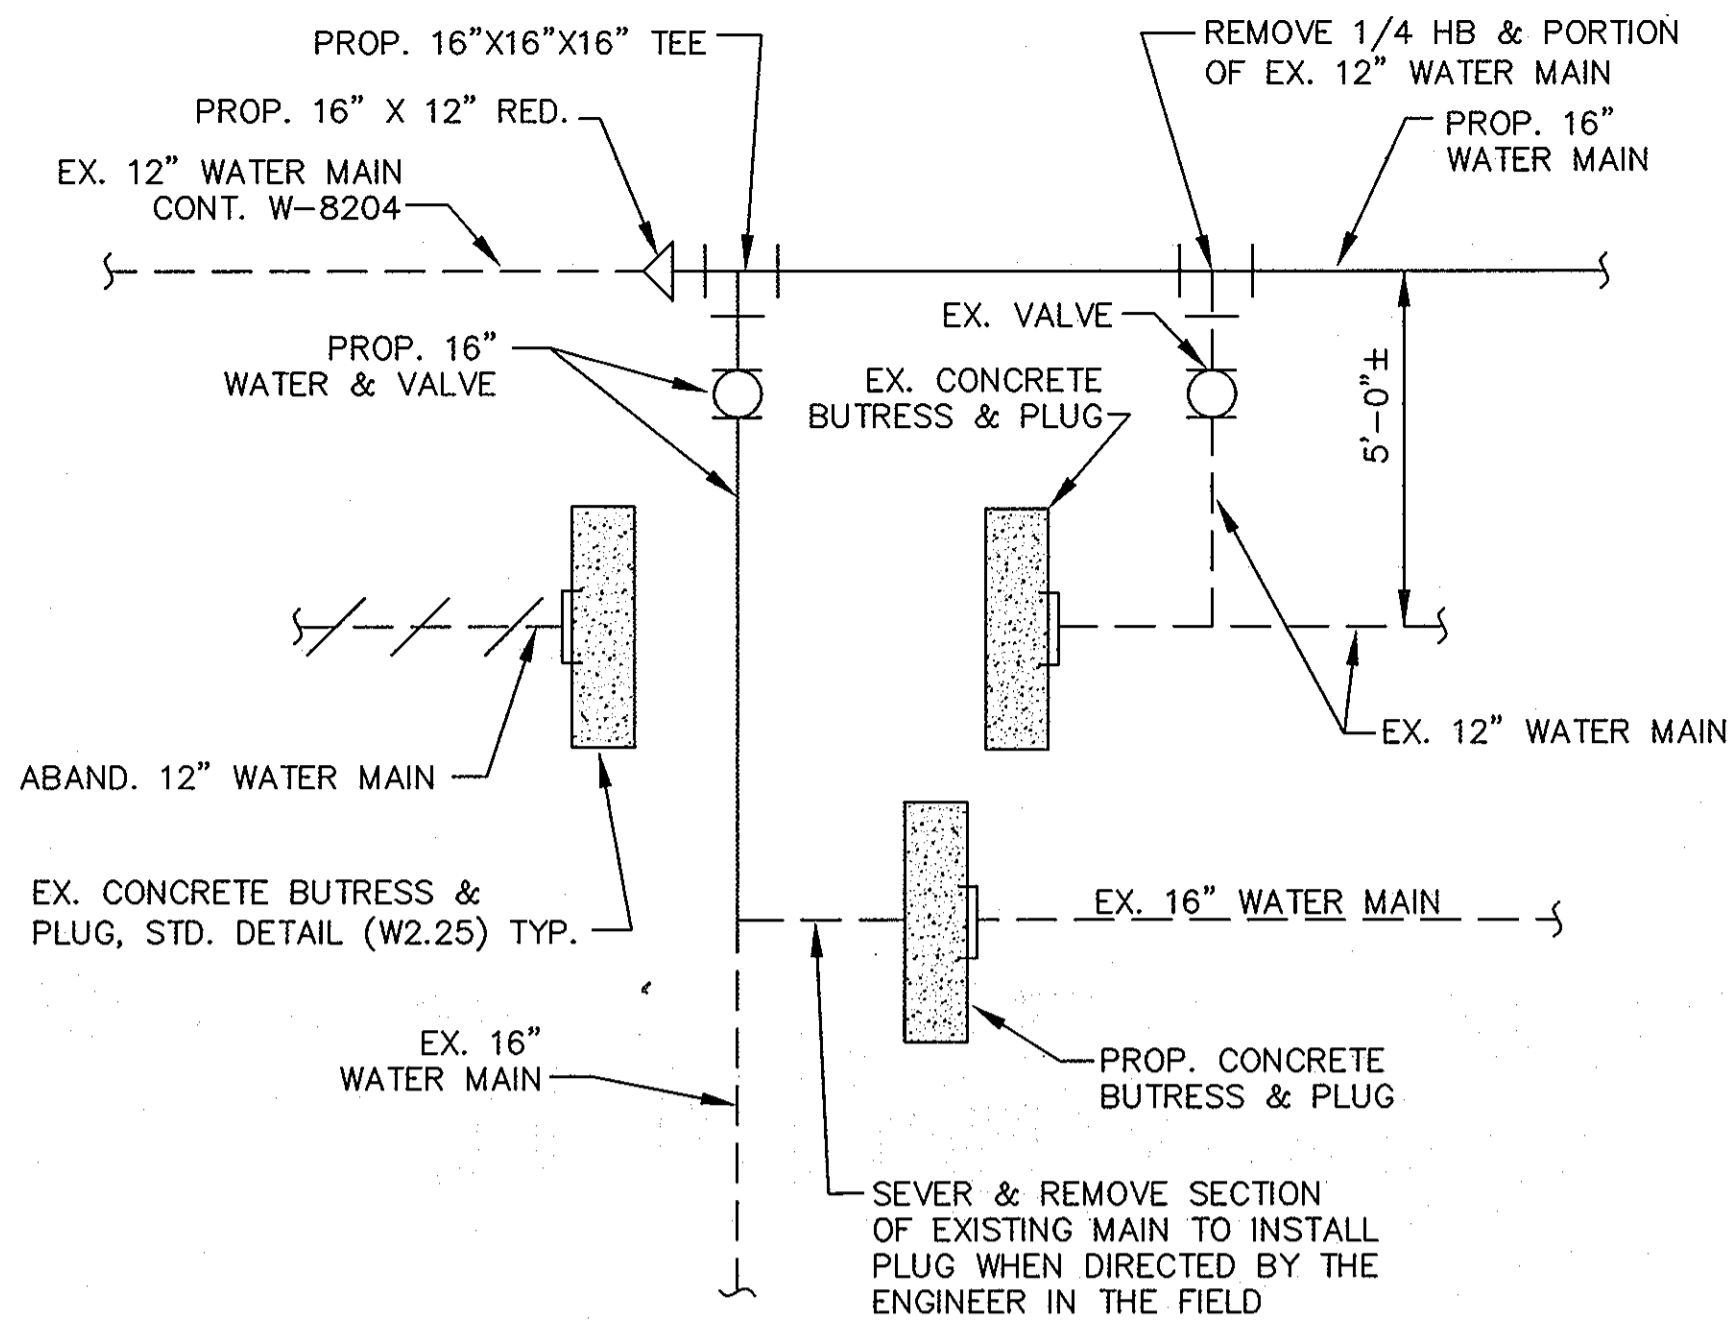 PROP. 16"X16"X16" TEE
REMOVE 1/4 HB & PORTION
OF EX. 12" WATER MAIN
PROP. 16" X 12" RED.
PROP. 16"
WATER MAIN
EX. 12" WATER MAIN
CONT. W-8204
EX. VALVE
PROP. 16"
WATER & VALVE
EX. CONCRETE
BUTRESS & PLUG
5'-0"±
ABAND. 12" WATER MAIN
EX. 12" WATER MAIN
EX. CONCRETE BUTRESS &
PLUG, STD. DETAIL (W2.25) TYP.
EX. 16" WATER MAIN
EX. 16"
WATER MAIN
PROP. CONCRETE
BUTRESS & PLUG
SEVER & REMOVE SECTION
OF EXISTING MAIN TO INSTALL
PLUG WHEN DIRECTED BY THE
ENGINEER IN THE FIELD